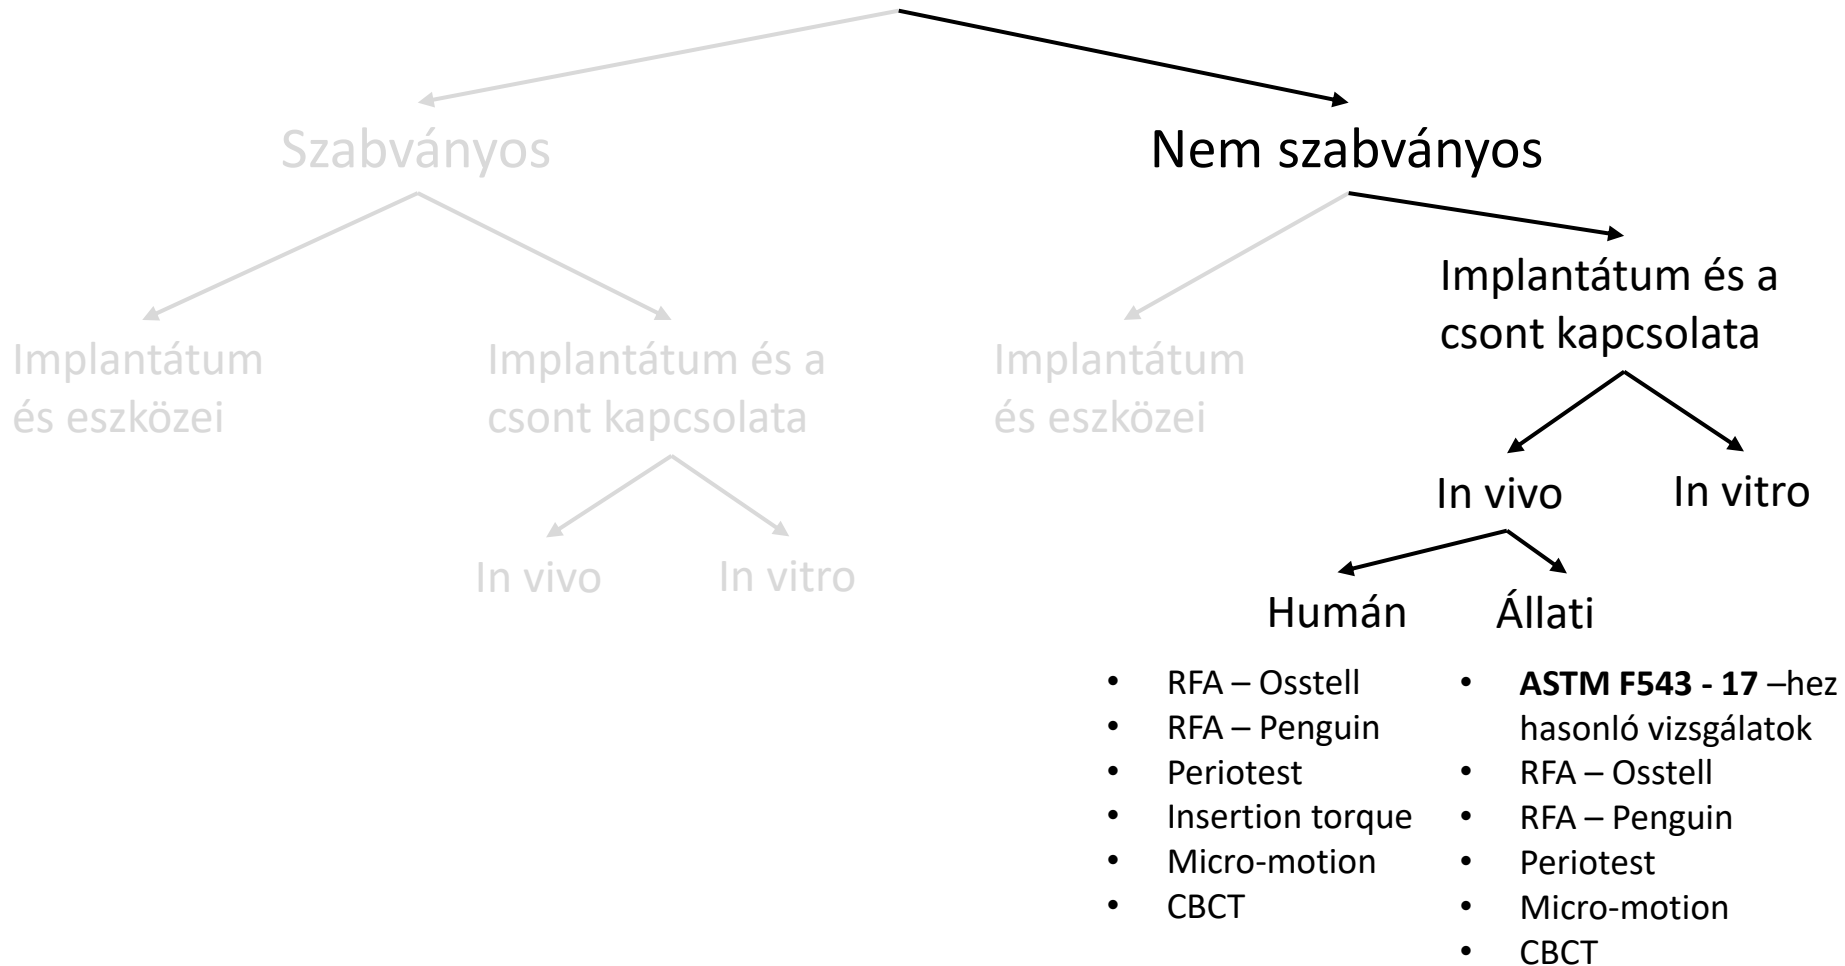 Szabványos
Nem szabványos
Implantátum
és eszközei
Implantátum és a
csont kapcsolata
In vivo
In vitro
Implantátum
és eszközei
Implantátum és a
csont kapcsolata
In vivo
In vitro
Humán
Állati
• RFA – Osstell
• RFA – Penguin
• Periotest
• Insertion torque
• Micro-motion
• CBCT
• ASTM F543 - 17 –hez
hasonló vizsgálatok
• RFA – Osstell
• RFA – Penguin
• Periotest
• Micro-motion
• CBCT